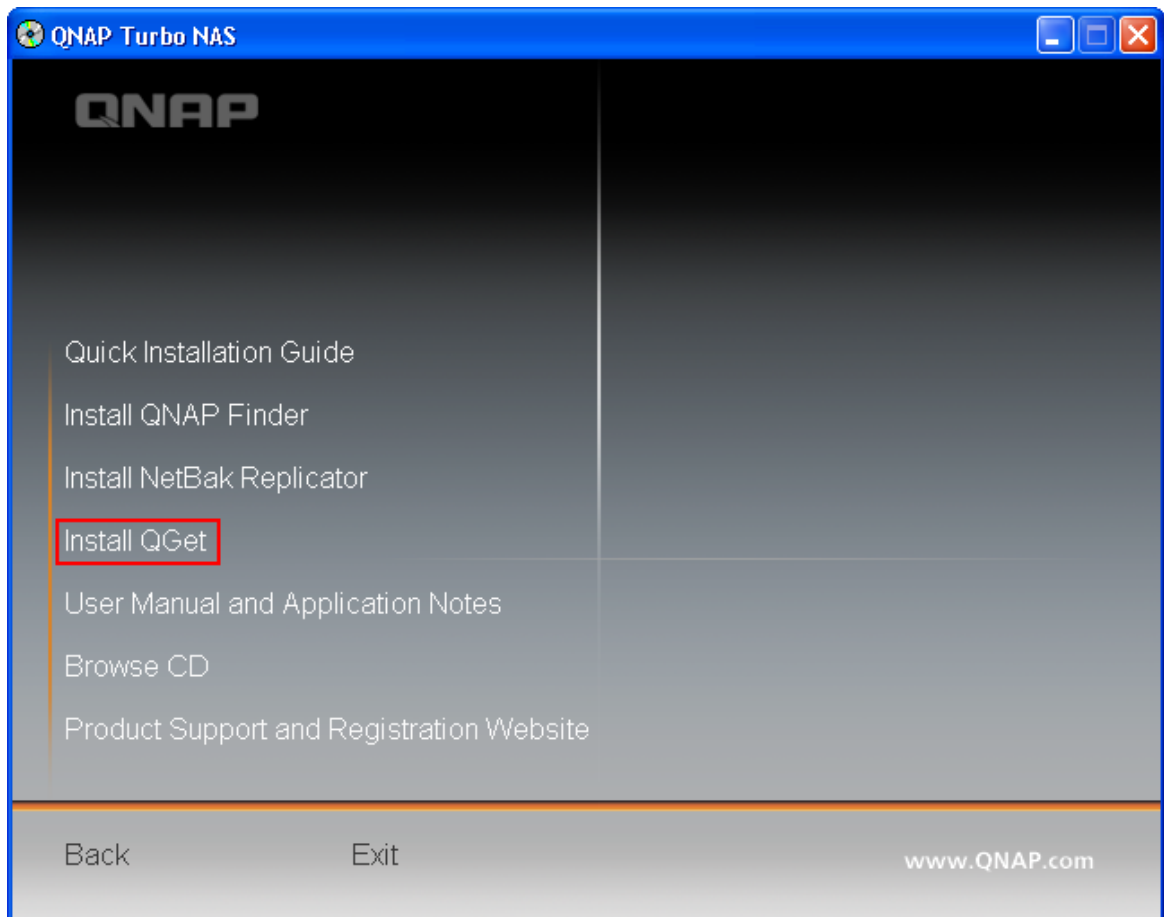 QNAP Turbo NAS
QNAP
Quick Installation Guide
Install QNAP Finder
Install NetBak Replicator
Install QGet
User Manual and Application Notes
Browse CD
Product Support and Registration Website
Back Exit www.QNAP.com